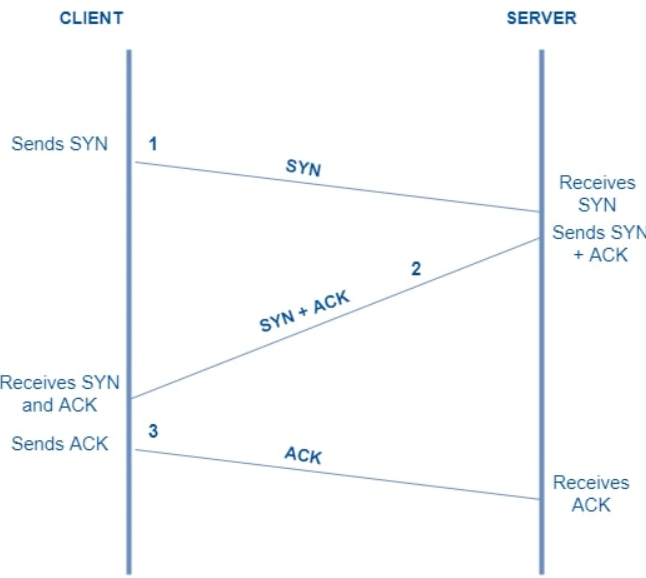 CLIENT
SERVER
Sends SYN
1
SYN
Receives
SYN
Sends SYN
+ ACK
2
SYN + ACK
Receives SYN
and ACK
3
Sends ACK
ACK
Receives
ACK